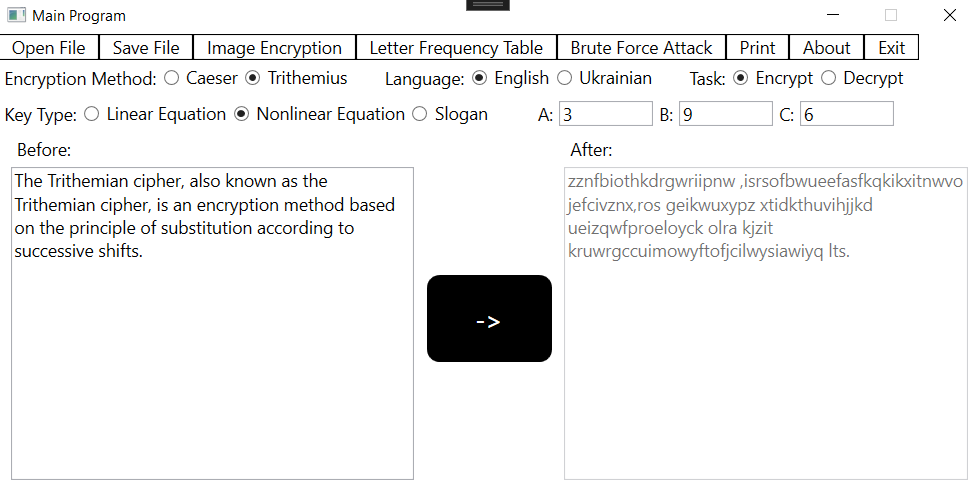 Main Program
Open File Save File Image Encryption Letter Frequency Table Brute Force Attack Print About Exit
Encryption Method: Caeser Trithemius Language: English Ukrainian Task: Encrypt Decrypt
Key Type: Linear Equation Nonlinear Equation Slogan A: 3 B: 9 C: 6
Before: After:
The Trithemian cipher, also known as the
Trithemian cipher, is an encryption method based
on the principle of substitution according to
successive shifts.
->
zznfbiothkdrgwriipnw ,isrsofbwueefasfkqkikxitnwvo
jefcivznx,ros geikwuxypz xtidkthuvihjjkd
ueizqwfproeloyck olra kjzit
kruwrgccuimowyftofjcilwysiawiyq lts.